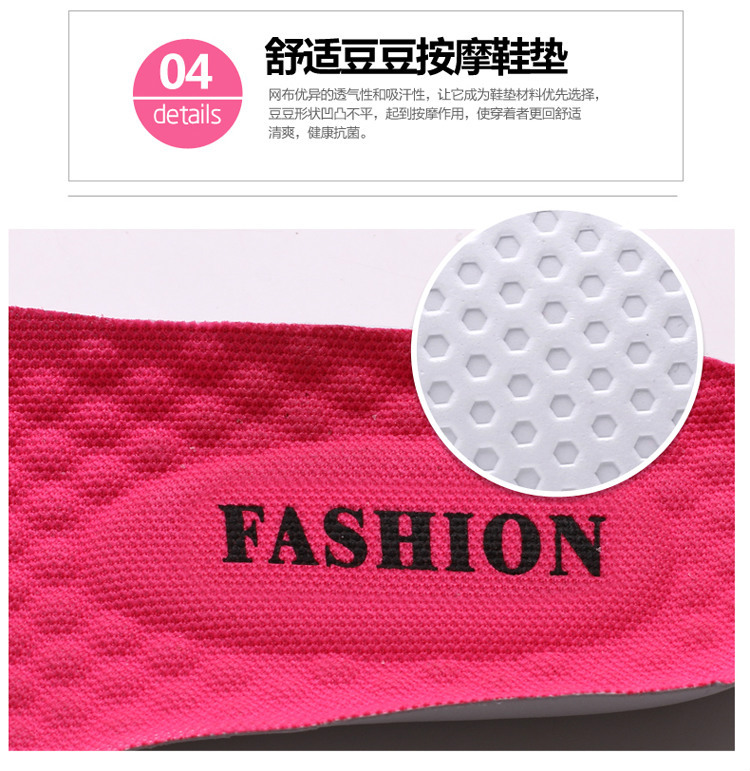 04
details
舒适豆豆按摩鞋垫
网布优异的透气性和吸汗性，让它成为鞋垫材料优先选择，
豆豆形状凹凸不平，起到按摩作用，使穿着者更回舒适
清爽，健康抗菌。
FASHION